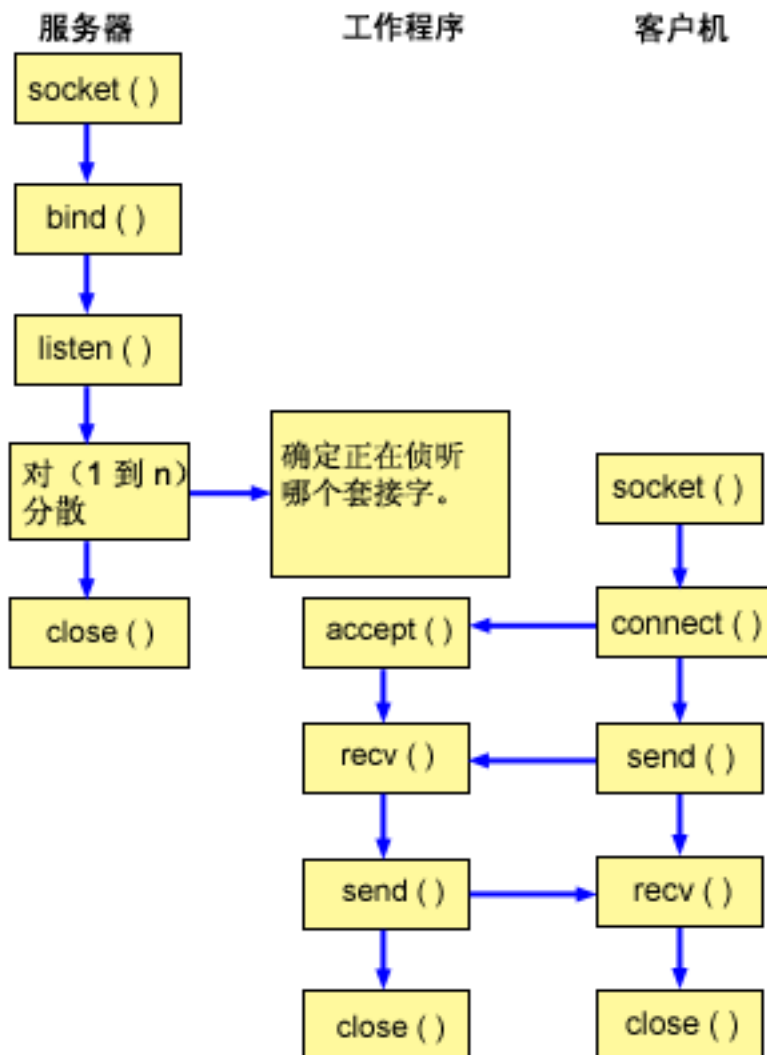 服务器
工作程序
客户机
socket ( )
bind ( )
listen ( )
对（1 到 n）
分散
close ( )
确定正在侦听
哪个套接字。
accept ( )
recv ( )
send ( )
close ( )
socket ( )
connect ( )
send ( )
recv ( )
close ( )